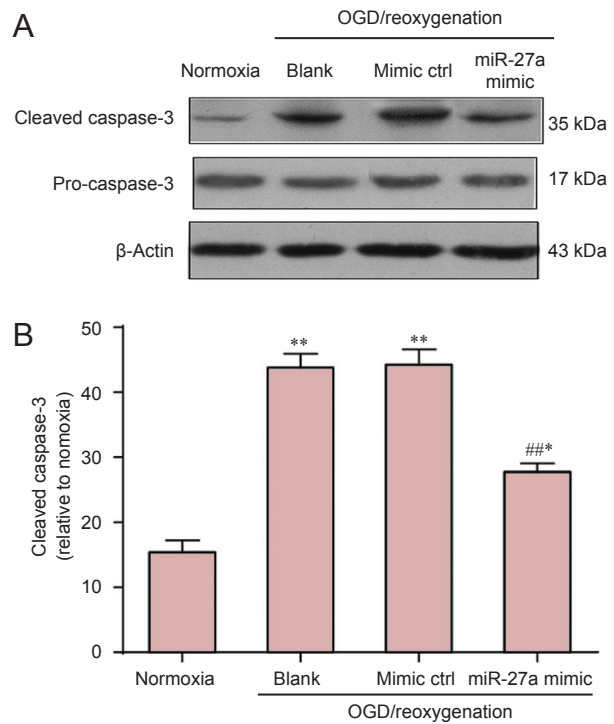 A
OGD/reoxygenation
Normoxia Blank Mimic ctrl miR-27a
mimic
Cleaved caspase-3 35 kDa
Pro-caspase-3 17 kDa
β-Actin 43 kDa
B
Cleaved caspase-3
(relative to nomoxia)
50
40
30
20
10
0
** ** ##*
Normoxia Blank Mimic ctrl miR-27a mimic
OGD/reoxygenation